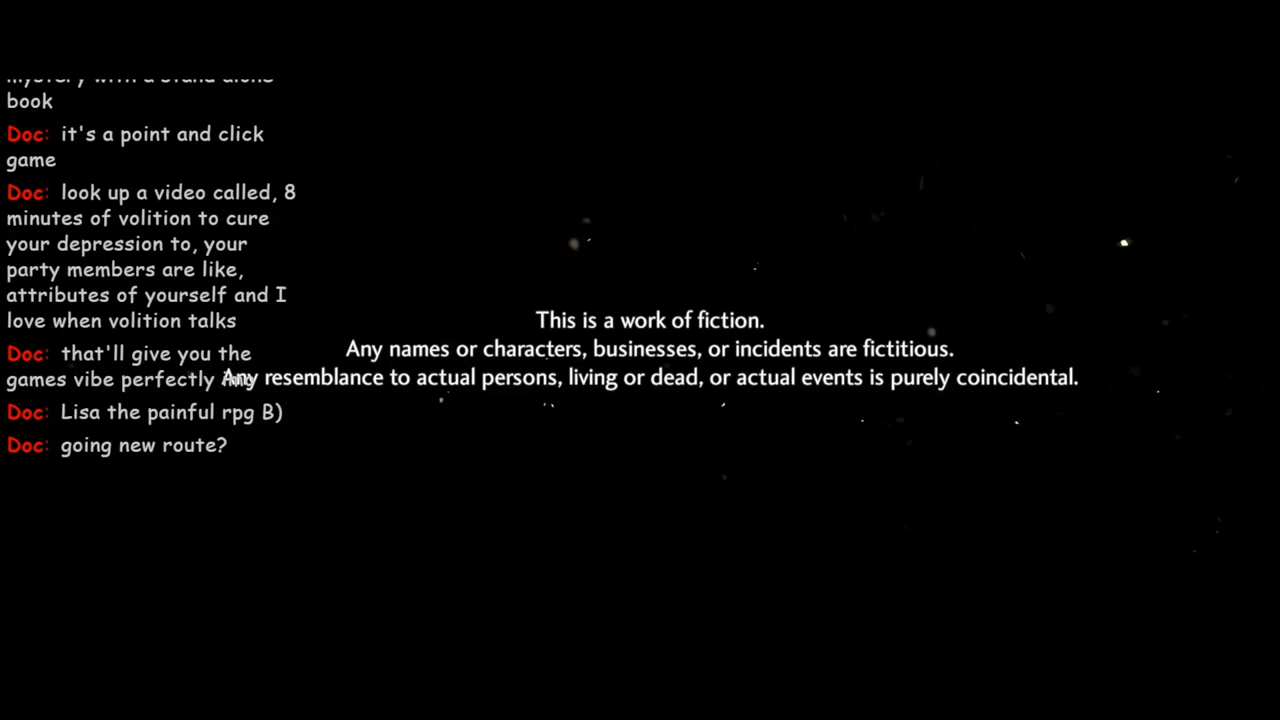 book
Doc: it's a point and click
game
Doc: look up a video called, 8
minutes of volition to cure
your depression to, your
party members are like,
attributes of yourself and I
love when volition talks
Doc: that'll give you the
games vibe perfectly
Doc: Lisa the painful rpg B)
Doc: going new route?
This is a work of fiction.
Any names or characters, businesses, or incidents are fictitious.
Any resemblance to actual persons, living or dead, or actual events is purely coincidental.